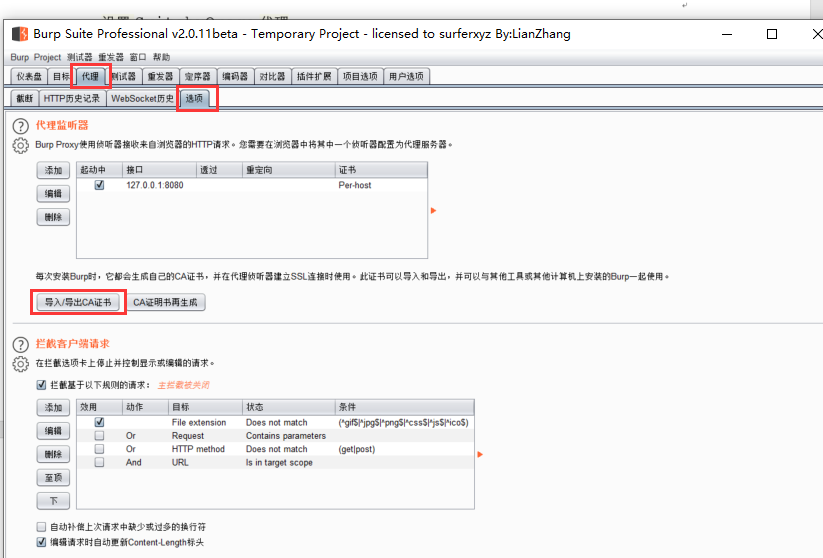 Burp Suite Professional v2.0.11beta - Temporary Project - licensed to surferxyz By:LianZhang
Burp Project 测试器 重发器 窗口 帮助
仪表盘 目标 代理 测试器 重发器 定序器 编码器 对比器 插件扩展 项目选项 用户选项
截断 HTTP历史记录 WebSocket历史 选项
代理监听器
Burp Proxy使用侦听器接收来自浏览器的HTTP请求。您需要在浏览器中将其中一个侦听器配置为代理服务器。
添加 起动中 接口 透过 重定向 证书
127.0.0.1:8080 Per-host
编辑
删除
每次安装Burp时，它都会生成自己的CA证书，并在代理侦听器建立SSL连接时使用。此证书可以导入和导出，并可以与其他工具或其他计算机上安装的Burp一起使用。
导入/导出CA证书 CA证明书再生成
拦截客户端请求
在拦截选项卡上停止并控制显示或编辑的请求。
拦截基于以下规则的请求： 主拦截被关闭
添加 效用 动作 目标 状态 条件
File extension Does not match (^gif$|^jpg$|^png$|^css$|^js$|^ico$)
编辑 Or Request Contains parameters
Or HTTP method Does not match (get|post)
删除 And URL Is in target scope
至顶
下
自动补偿上次请求中缺少或过多的换行符
编辑请求时自动更新Content-Length标头